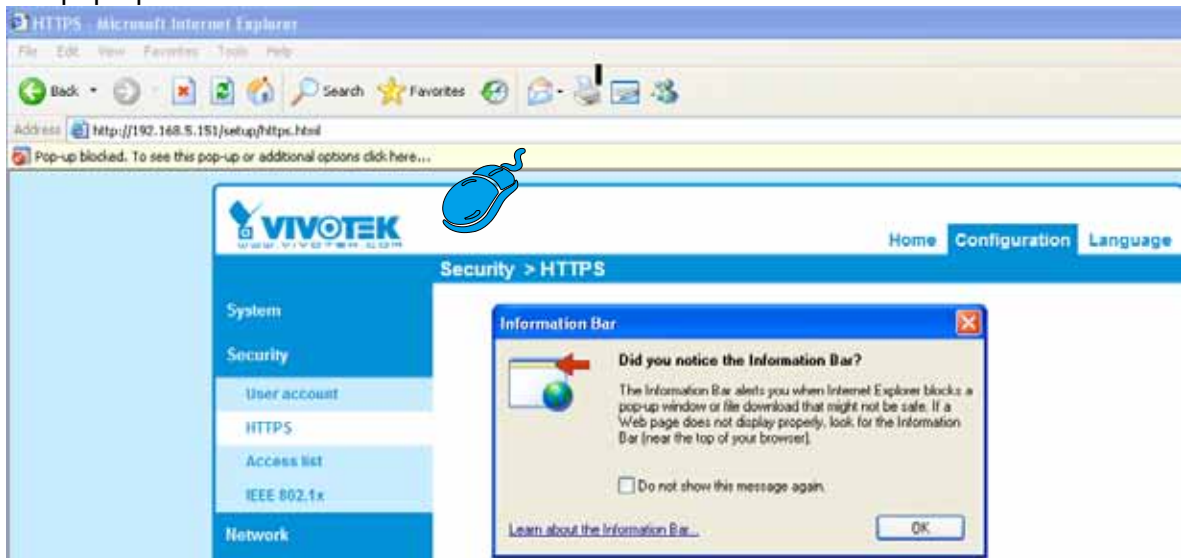 HTTPS - Microsoft Internet Explorer
File Edit View Favorites Tools Help
Back Search Favorites
Address http://192.168.5.151/setup/https.html
Pop-up blocked. To see this pop-up or additional options click here...
VIVOTEK
WWW.VIVOTEK.COM
Home Configuration Language
Security > HTTPS
System
Security
User account
HTTPS
Access list
IEEE 802.1x
Network
Information Bar
Did you notice the Information Bar?
The Information Bar alerts you when Internet Explorer blocks a
pop-up window or file download that might not be safe. If a
Web page does not display properly, look for the Information
Bar (near the top of your browser).
Do not show this message again.
Learn about the Information Bar...
OK